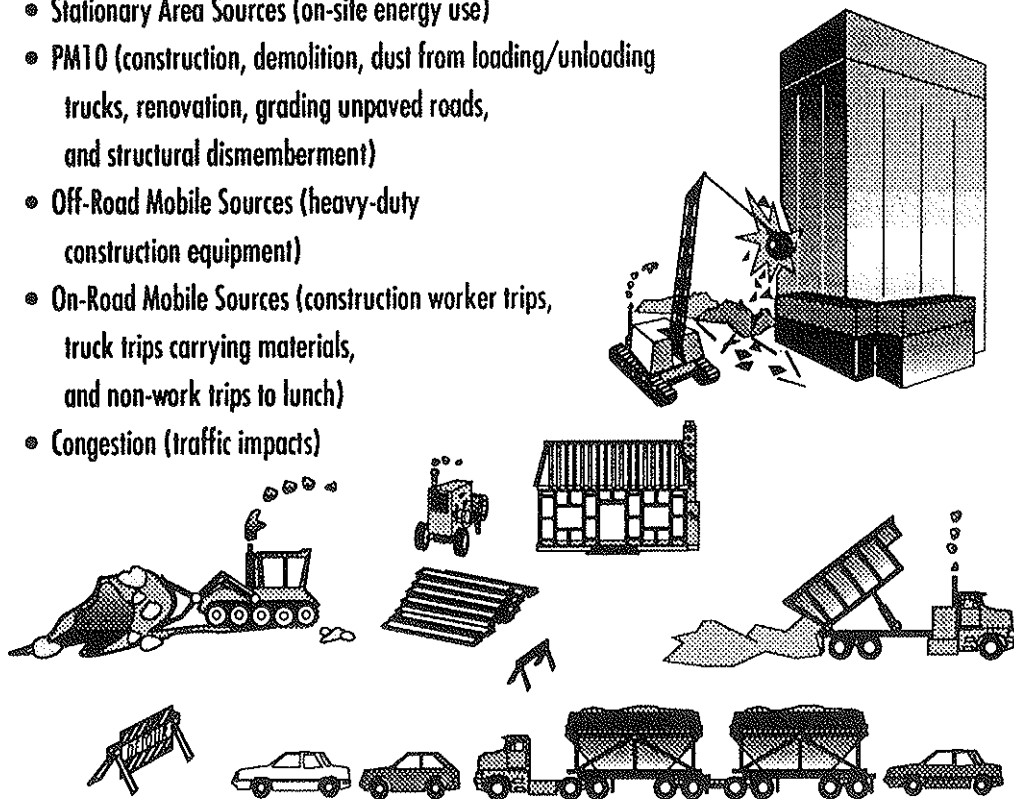 • Stationary Area Sources (on-site energy use)
• PM10 (construction, demolition, dust from loading/unloading
trucks, renovation, grading unpaved roads,
and structural dismemberment)
• Off-Road Mobile Sources (heavy-duty
construction equipment)
• On-Road Mobile Sources (construction worker trips,
truck trips carrying materials,
and non-work trips to lunch)
• Congestion (traffic impacts)
DETOUR